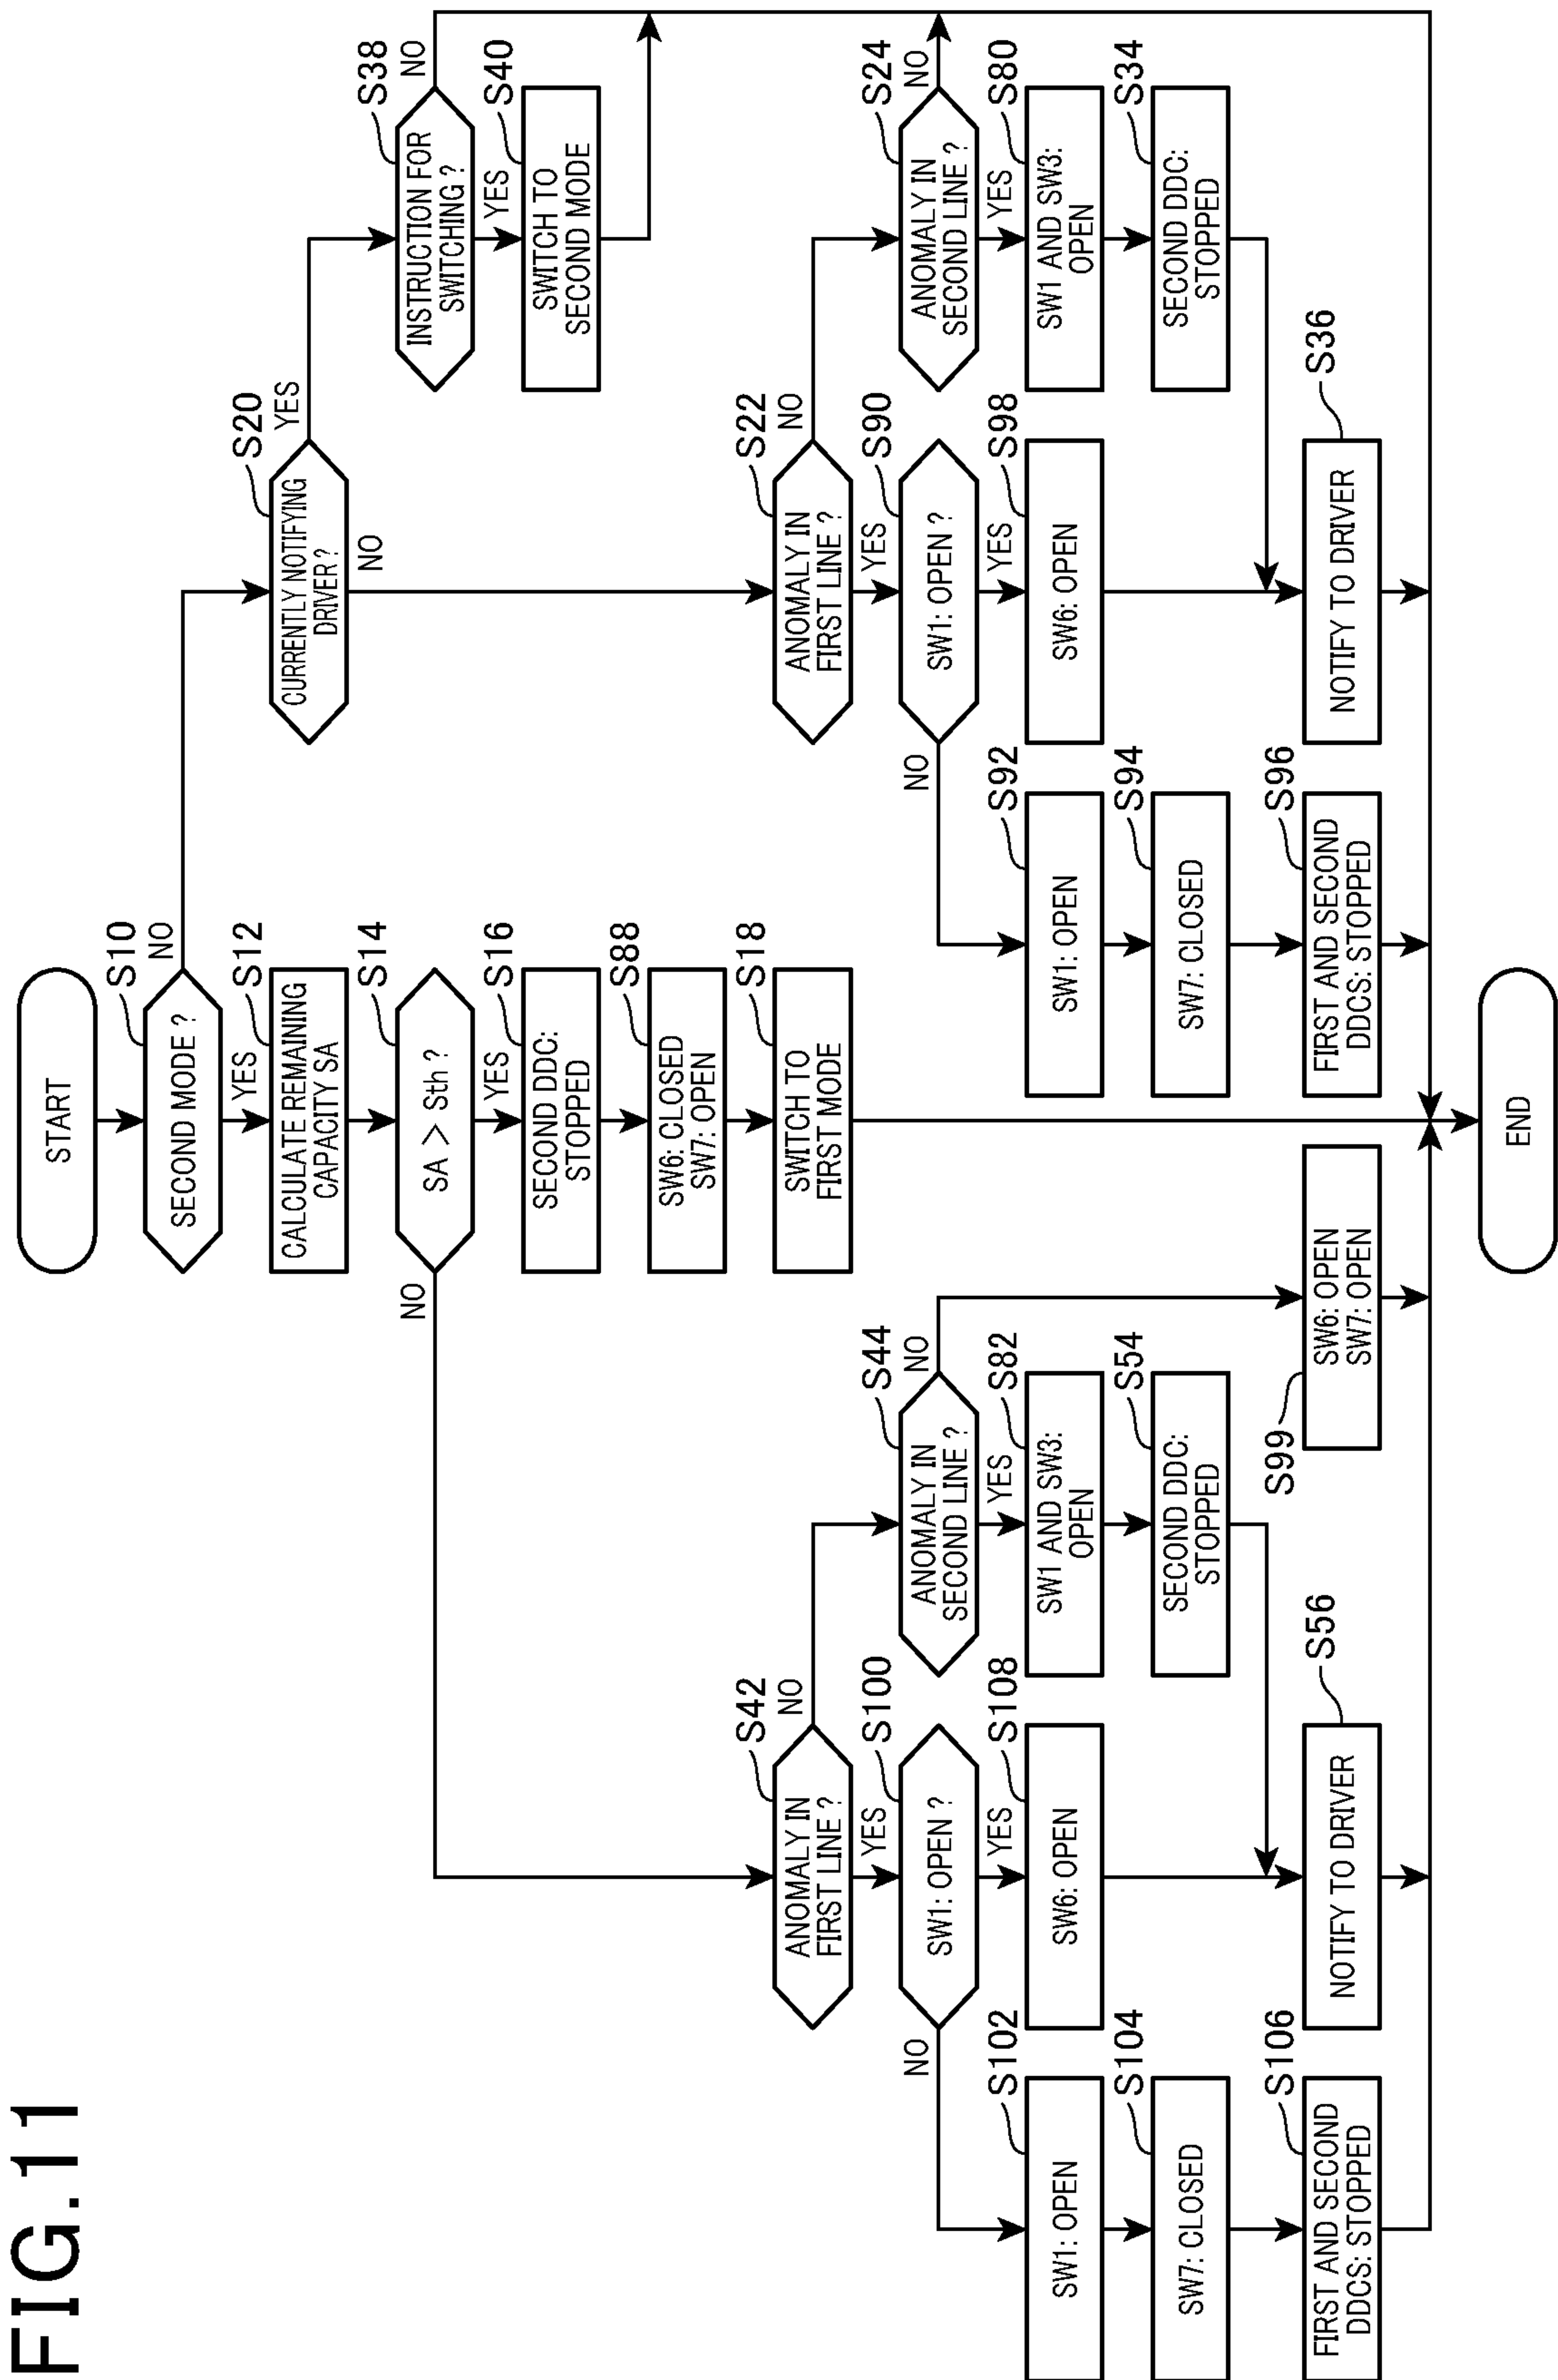 FIG.11
START
S10
SECOND MODE ?
NO
YES
S12
CALCULATE REMAINING
CAPACITY SA
S14
SA > Sth ?
NO
YES
S16
SECOND DDC:
STOPPED
S88
SW6: CLOSED
SW7: OPEN
S18
SWITCH TO
FIRST MODE
S20
CURRENTLY NOTIFYING
DRIVER ?
YES
NO
S38
INSTRUCTION FOR
SWITCHING ?
NO
YES
S40
SWITCH TO
SECOND MODE
S42
ANOMALY IN
FIRST LINE ?
NO
YES
S44
ANOMALY IN
SECOND LINE ?
NO
YES
S100
SW1: OPEN ?
NO
YES
S102
SW1: OPEN
S104
SW7: CLOSED
S106
FIRST AND SECOND
DDCS: STOPPED
S108
SW6: OPEN
S82
SW1 AND SW3:
OPEN
S54
SECOND DDC:
STOPPED
S56
NOTIFY TO DRIVER
S99
SW6: OPEN
SW7: OPEN
S22
ANOMALY IN
FIRST LINE ?
NO
YES
S24
ANOMALY IN
SECOND LINE ?
NO
YES
S90
SW1: OPEN ?
NO
YES
S92
SW1: OPEN
S94
SW7: CLOSED
S96
FIRST AND SECOND
DDCS: STOPPED
S98
SW6: OPEN
S80
SW1 AND SW3:
OPEN
S34
SECOND DDC:
STOPPED
S36
NOTIFY TO DRIVER
END